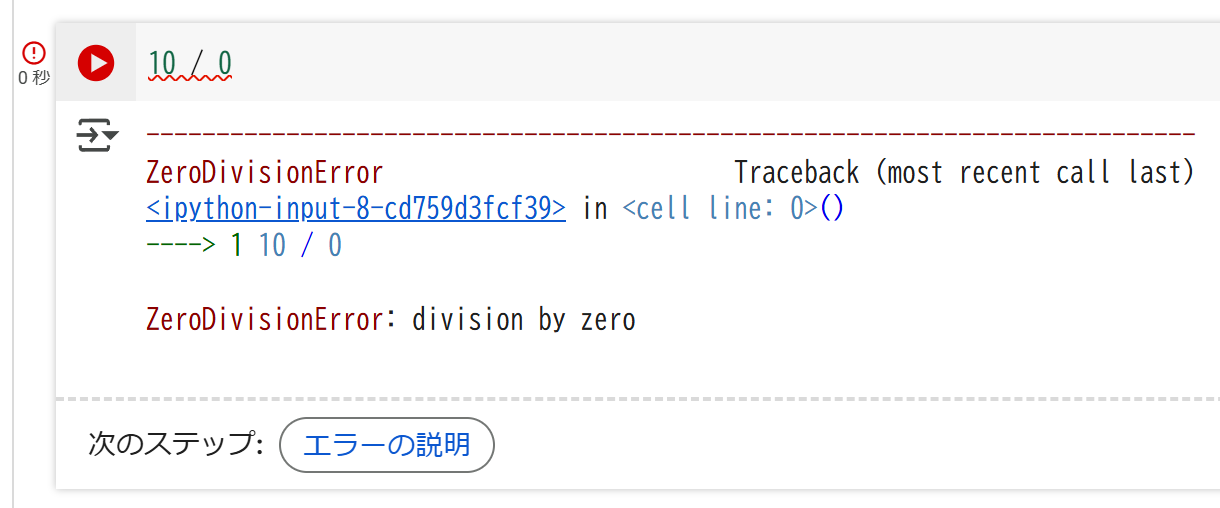 10 / 0
0 秒
---------------------------------------------------------------------------
ZeroDivisionError                         Traceback (most recent call last)
<ipython-input-8-cd759d3fcf39> in <cell line: 0>()
----> 1 10 / 0
ZeroDivisionError: division by zero
次のステップ: エラーの説明